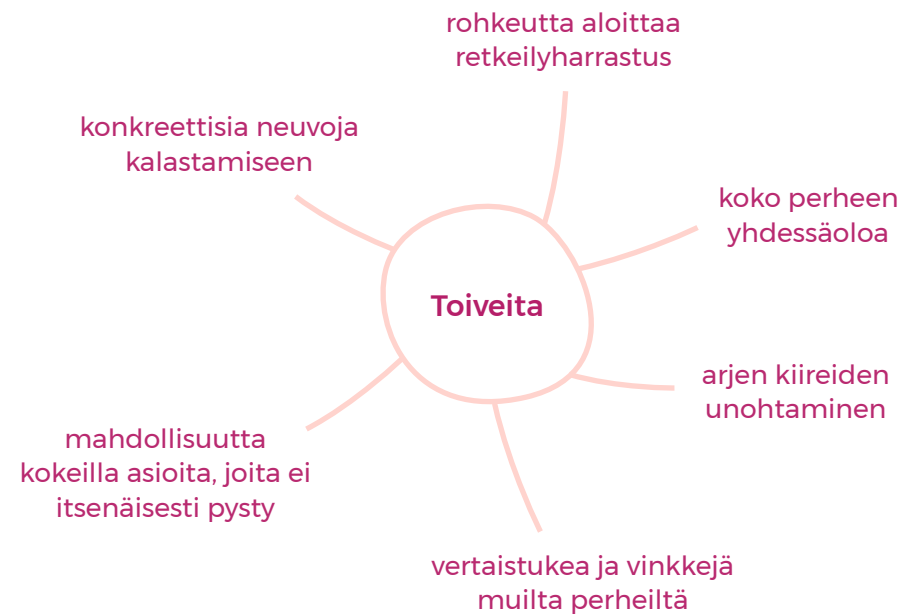 rohkeutta aloittaa
retkeilyharrastus
konkreettisia neuvoja
kalastamiseen
koko perheen
yhdessäoloa
Toiveita
arjen kiireiden
unohtaminen
mahdollisuutta
kokeilla asioita, joita ei
itsenäisesti pysty
vertaistukea ja vinkkejä
muilta perheiltä